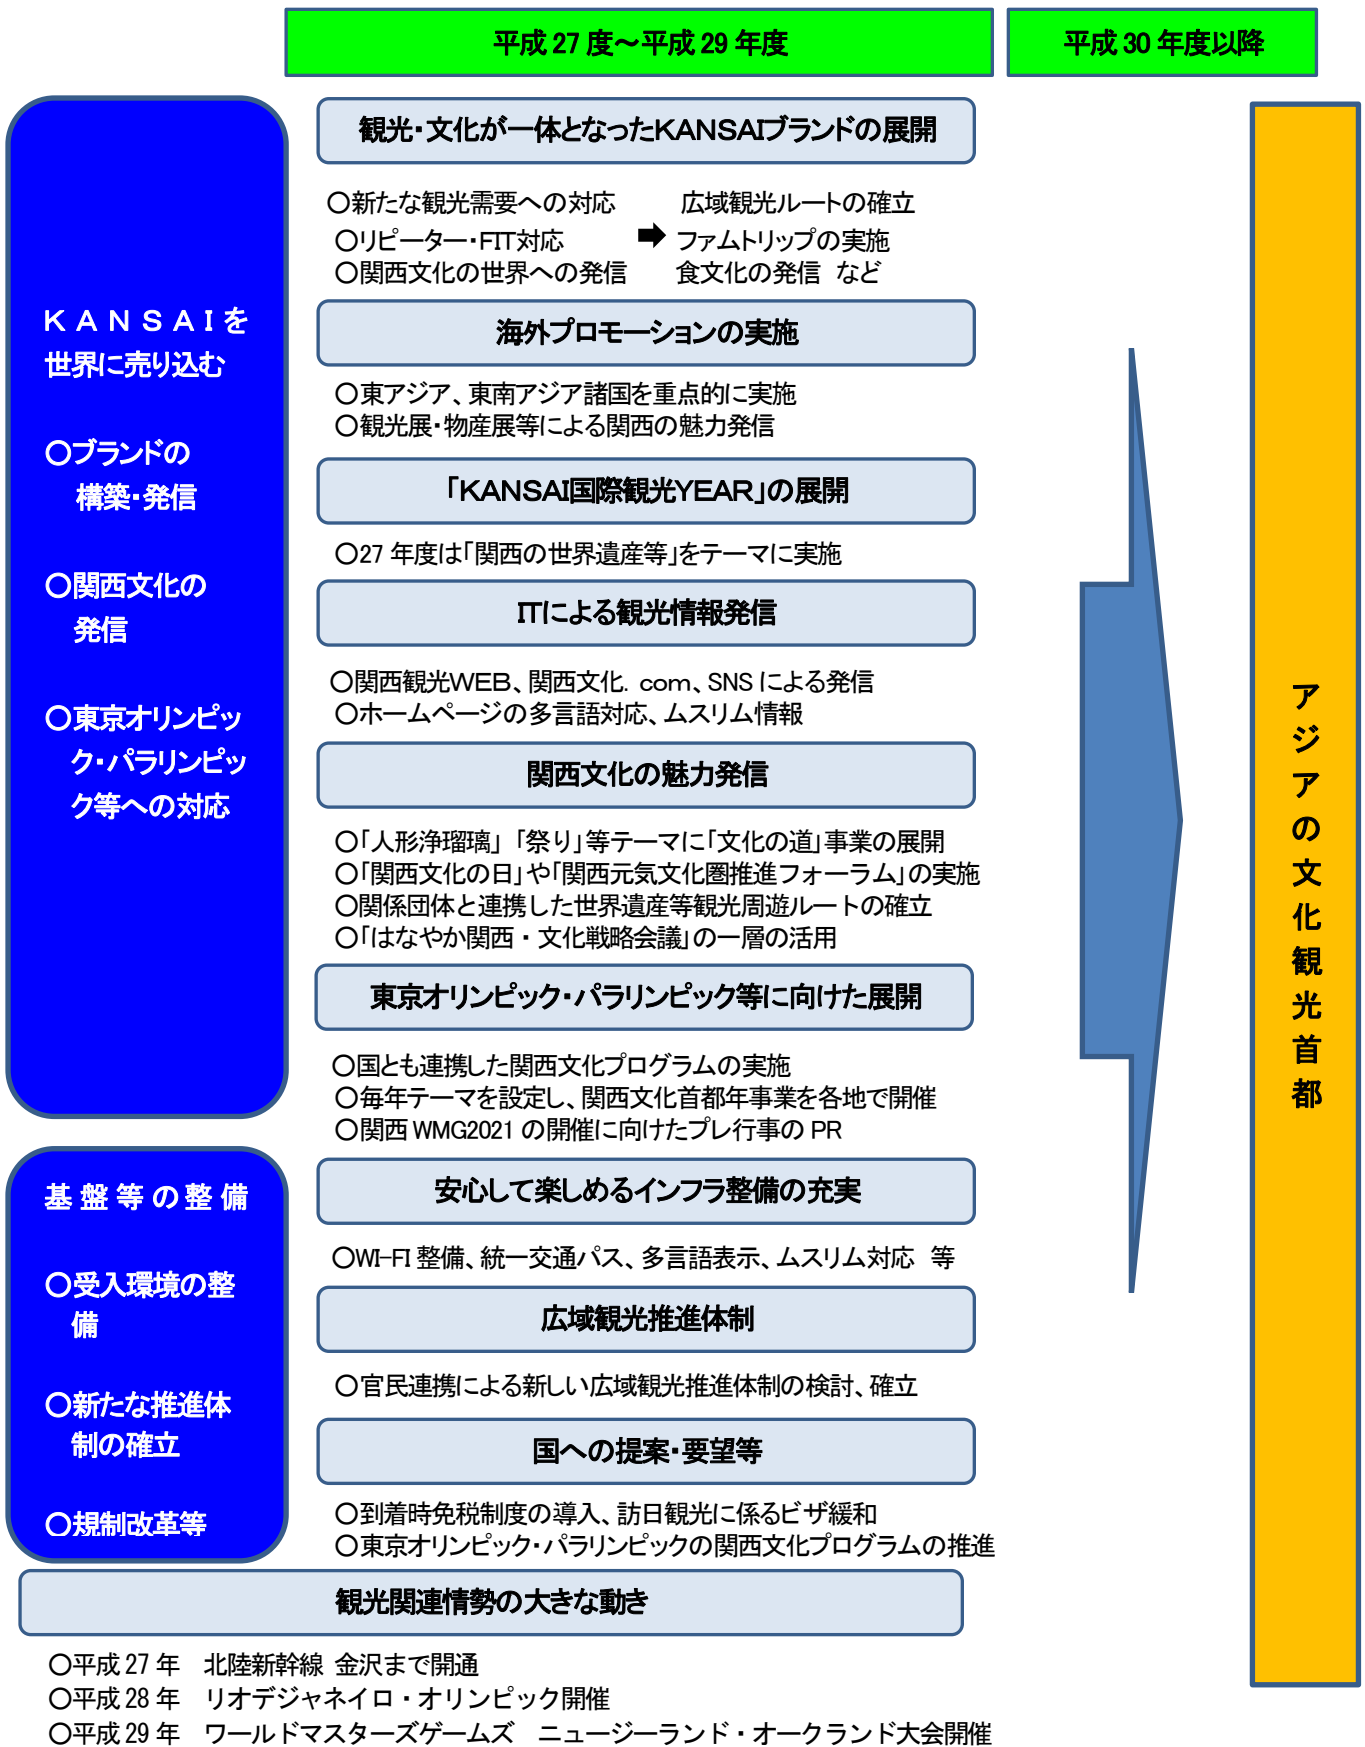 平成27度～平成29年度
平成30年度以降
ＫＡＮＳＡＩを
世界に売り込む
○ブランドの
構築・発信
○関西文化の
発信
○東京オリンピッ
ク・パラリンピッ
ク等への対応
観光・文化が一体となったＫＡＮＳＡＩブランドの展開
○新たな観光需要への対応　広域観光ルートの確立
○リピーター・FIT対応　➡　ファムトリップの実施
○関西文化の世界への発信　食文化の発信　など
海外プロモーションの実施
○東アジア、東南アジア諸国を重点的に実施
○観光展・物産展等による関西の魅力発信
「ＫＡＮＳＡＩ国際観光ＹＥＡＲ」の展開
○27年度は「関西の世界遺産等」をテーマに実施
ITによる観光情報発信
○関西観光ＷＥＢ、関西文化．ｃｏｍ、SNSによる発信
○ホームページの多言語対応、ムスリム情報
関西文化の魅力発信
○「人形浄瑠璃」「祭り」等テーマに「文化の道」事業の展開
○「関西文化の日」や「関西元気文化圏推進フォーラム」の実施
○関係団体と連携した世界遺産等観光周遊ルートの確立
○「はなやか関西・文化戦略会議」の一層の活用
東京オリンピック・パラリンピック等に向けた展開
○国とも連携した関西文化プログラムの実施
○毎年テーマを設定し、関西文化首都年事業を各地で開催
○関西WMG2021の開催に向けたプレ行事のPR
基盤等の整備
○受入環境の整
備
○新たな推進体
制の確立
○規制改革等
安心して楽しめるインフラ整備の充実
○WI-FI整備、統一交通パス、多言語表示、ムスリム対応　等
広域観光推進体制
○官民連携による新しい広域観光推進体制の検討、確立
国への提案・要望等
○到着時免税制度の導入、訪日観光に係るビザ緩和
○東京オリンピック・パラリンピックの関西文化プログラムの推進
アジアの文化観光首都
観光関連情勢の大きな動き
○平成27年　北陸新幹線 金沢まで開通
○平成28年　リオデジャネイロ・オリンピック開催
○平成29年　ワールドマスターズゲームズ　ニュージーランド・オークランド大会開催